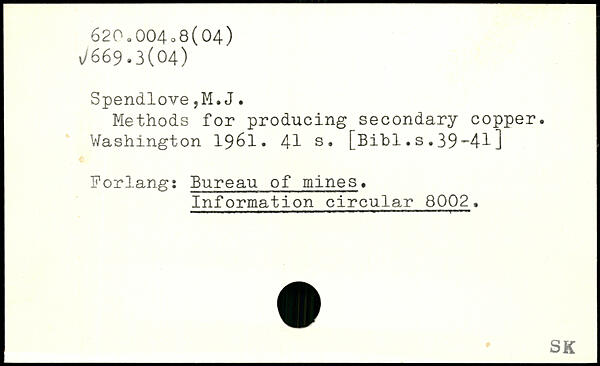 620.004.8(04)
√669.3(04)
Spendlove,M.J.
Methods for producing secondary copper.
Washington 1961. 41 s. [Bibl.s.39-41]
Forlang: Bureau of mines.
Information circular 8002.
SK